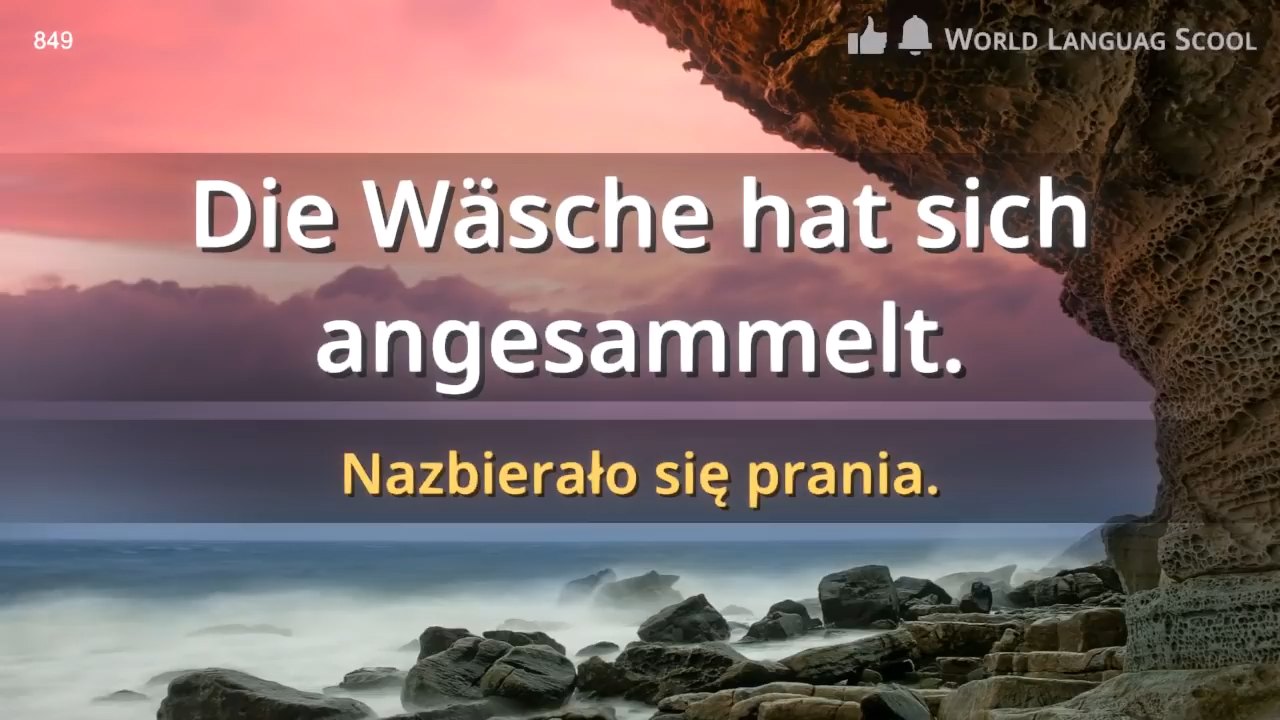 849
World Languag Scool
Die Wäsche hat sich
angesammelt.
Nazbierało się prania.